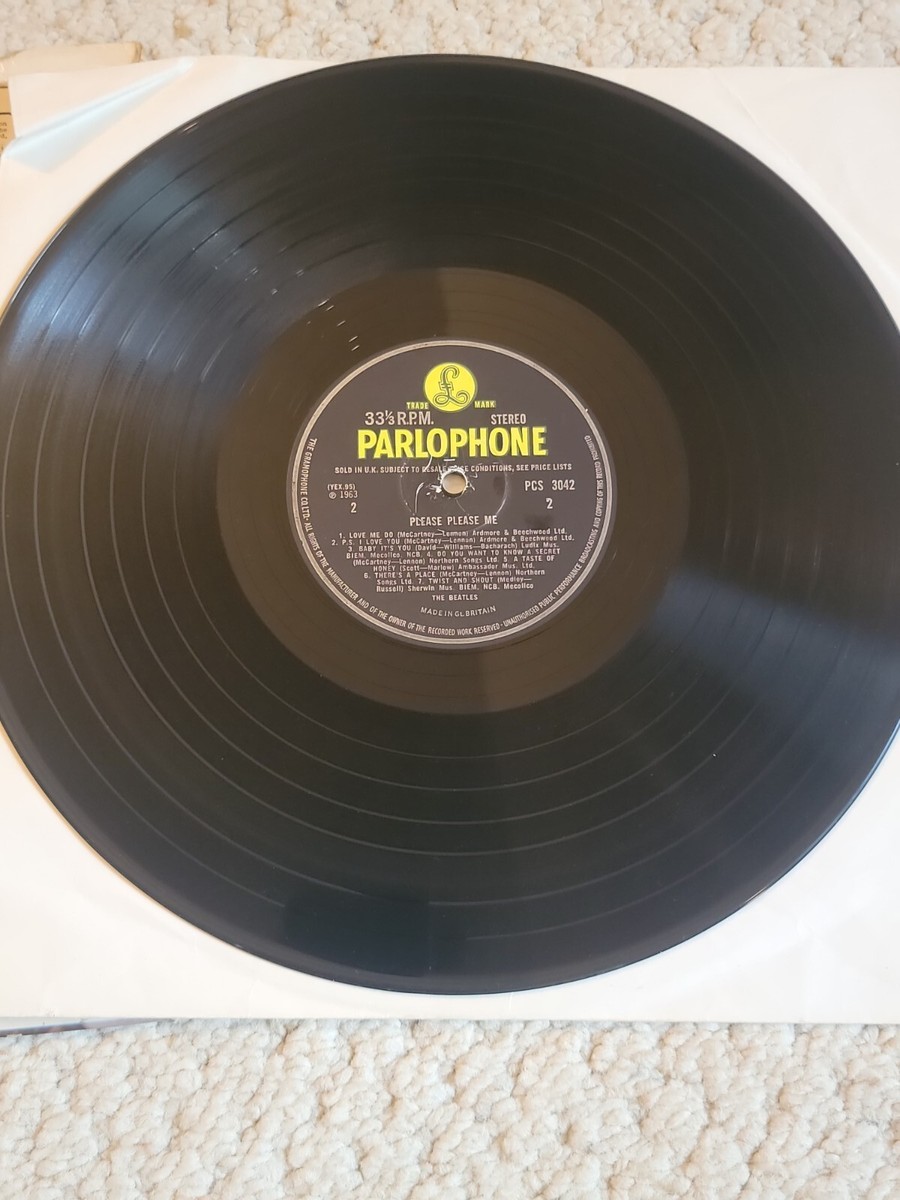 £
TRADE MARK
33⅓ R.P.M. STEREO
PARLOPHONE
SOLD IN U.K. SUBJECT TO RESALE PRICE CONDITIONS, SEE PRICE LISTS
(YEX.95) PCS 3042
℗ 1963
2 2
PLEASE PLEASE ME
1. LOVE ME DO (McCartney—Lennon) Ardmore & Beechwood Ltd.
2. P.S. I LOVE YOU (McCartney—Lennon) Ardmore & Beechwood Ltd.
3. BABY IT'S YOU (David—Williams—Bacharach) Ludix Mus.
BIEM. Mecolico, NCB. 4. DO YOU WANT TO KNOW A SECRET
(McCartney—Lennon) Northern Songs Ltd. 5. A TASTE OF
HONEY (Scott—Marlow) Ambassador Mus. Ltd.
6. THERE'S A PLACE (McCartney—Lennon) Northern
Songs Ltd. 7. TWIST AND SHOUT (Medley—
Russell) Sherwin Mus. BIEM. NCB. Mecolico
THE BEATLES
MADE IN GT. BRITAIN
THE GRAMOPHONE CO. LTD. · ALL RIGHTS OF THE MANUFACTURER AND OF THE OWNER OF THE RECORDED WORK RESERVED · UNAUTHORISED PUBLIC PERFORMANCE BROADCASTING AND COPYING OF THIS RECORD PROHIBITED